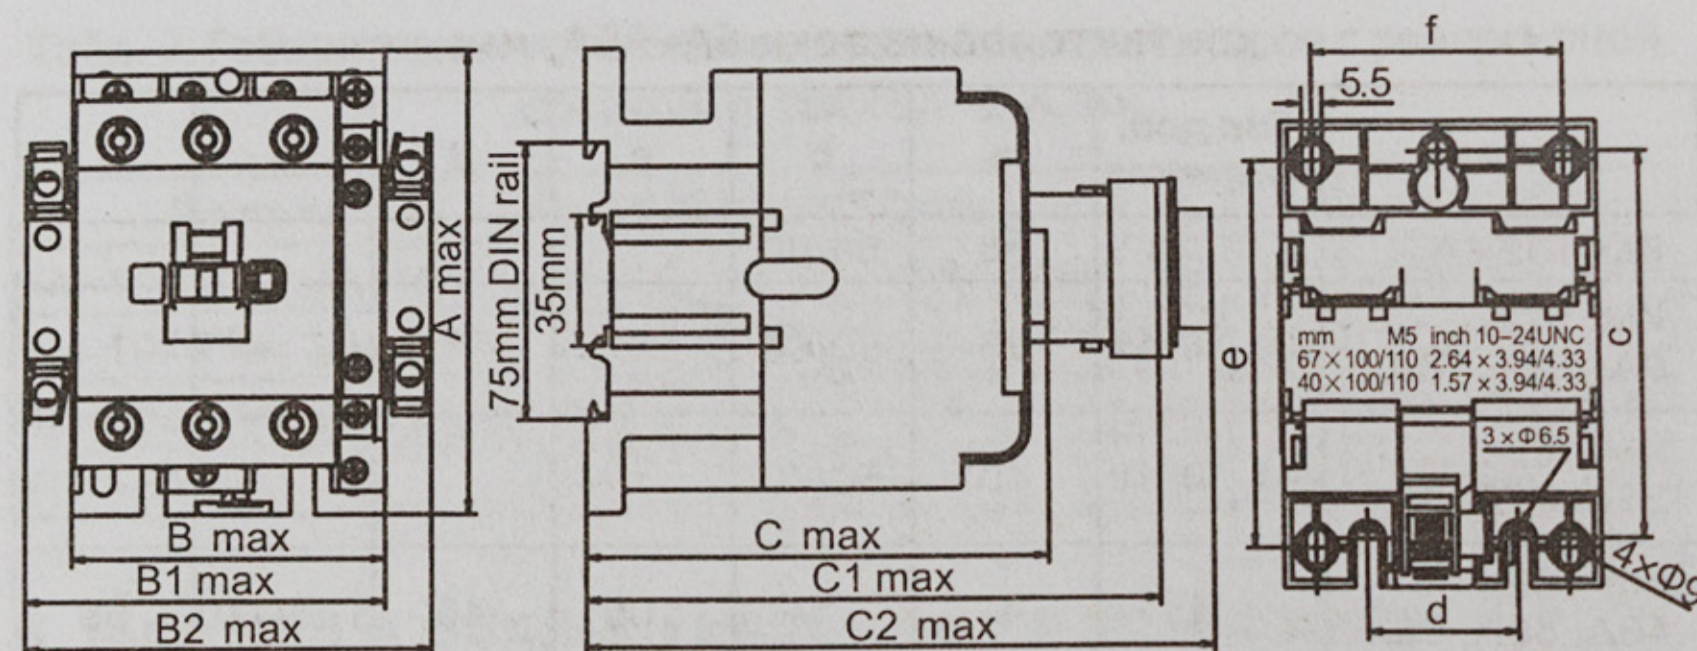 f
5.5
A max
75mm DIN rail
35mm
e
c
mm M5 inch 10-24UNC
67×100/110 2.64×3.94/4.33
40×100/110 1.57×3.94/4.33
3×Φ6.5
4×Φ9
d
B max
B1 max
B2 max
C max
C1 max
C2 max